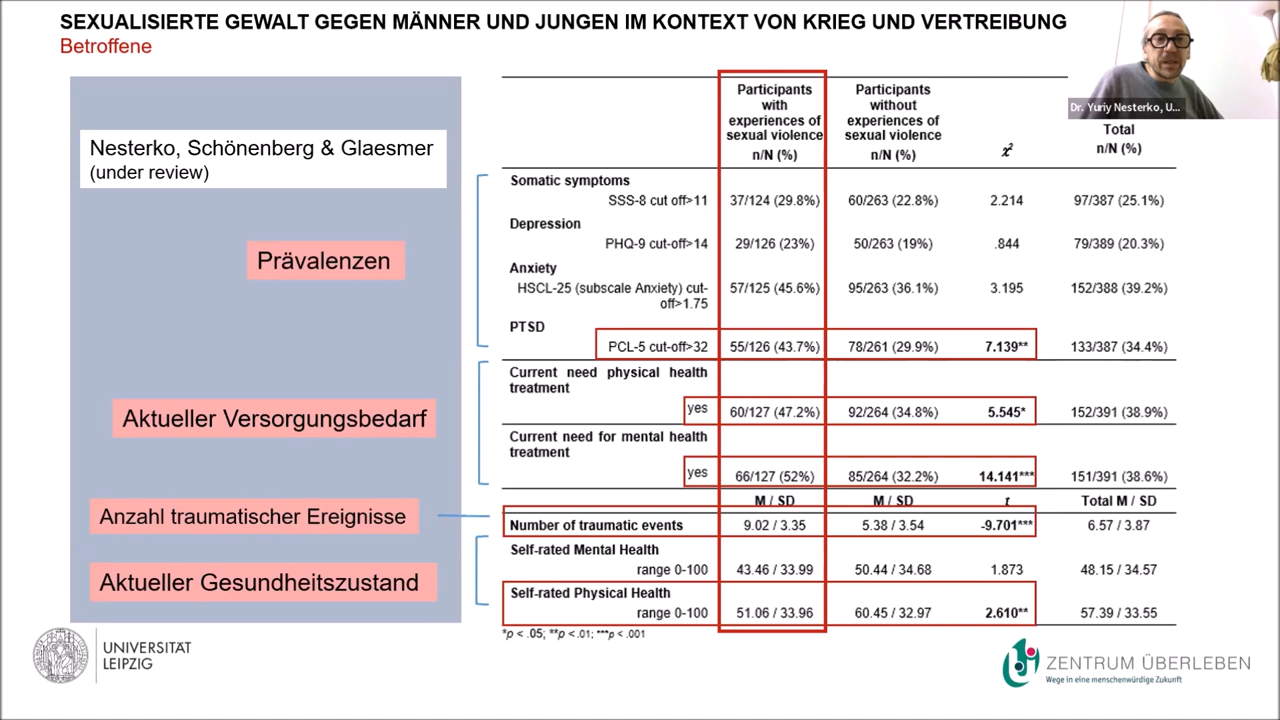 SEXUALISIERTE GEWALT GEGEN MÄNNER UND JUNGEN IM KONTEXT VON KRIEG UND VERTREIBUNG
Betroffene
Dr. Yuriy Nesterko, U...
Nesterko, Schönenberg & Glaesmer
(under review)
Prävalenzen
Aktueller Versorgungsbedarf
Anzahl traumatischer Ereignisse
Aktueller Gesundheitszustand
Participants with experiences of sexual violence n/N (%) Participants without experiences of sexual violence n/N (%) χ² Total n/N (%)
Somatic symptoms
SSS-8 cut off>11 37/124 (29.8%) 60/263 (22.8%) 2.214 97/387 (25.1%)
Depression
PHQ-9 cut-off>14 29/126 (23%) 50/263 (19%) .844 79/389 (20.3%)
Anxiety
HSCL-25 (subscale Anxiety) cut- 57/125 (45.6%) 95/263 (36.1%) 3.195 152/388 (39.2%)
off>1.75
PTSD
PCL-5 cut-off>32 55/126 (43.7%) 78/261 (29.9%) 7.139** 133/387 (34.4%)
Current need physical health
treatment
yes 60/127 (47.2%) 92/264 (34.8%) 5.545* 152/391 (38.9%)
Current need for mental health
treatment
yes 66/127 (52%) 85/264 (32.2%) 14.141*** 151/391 (38.6%)
M / SD M / SD t Total M / SD
Number of traumatic events 9.02 / 3.35 5.38 / 3.54 -9.701*** 6.57 / 3.87
Self-rated Mental Health
range 0-100 43.46 / 33.99 50.44 / 34.68 1.873 48.15 / 34.57
Self-rated Physical Health
range 0-100 51.06 / 33.96 60.45 / 32.97 2.610** 57.39 / 33.55
*p < .05; **p < .01; ***p < .001
UNIVERSITÄT
LEIPZIG
ZENTRUM ÜBERLEBEN
Wege in eine menschenwürdige Zukunft